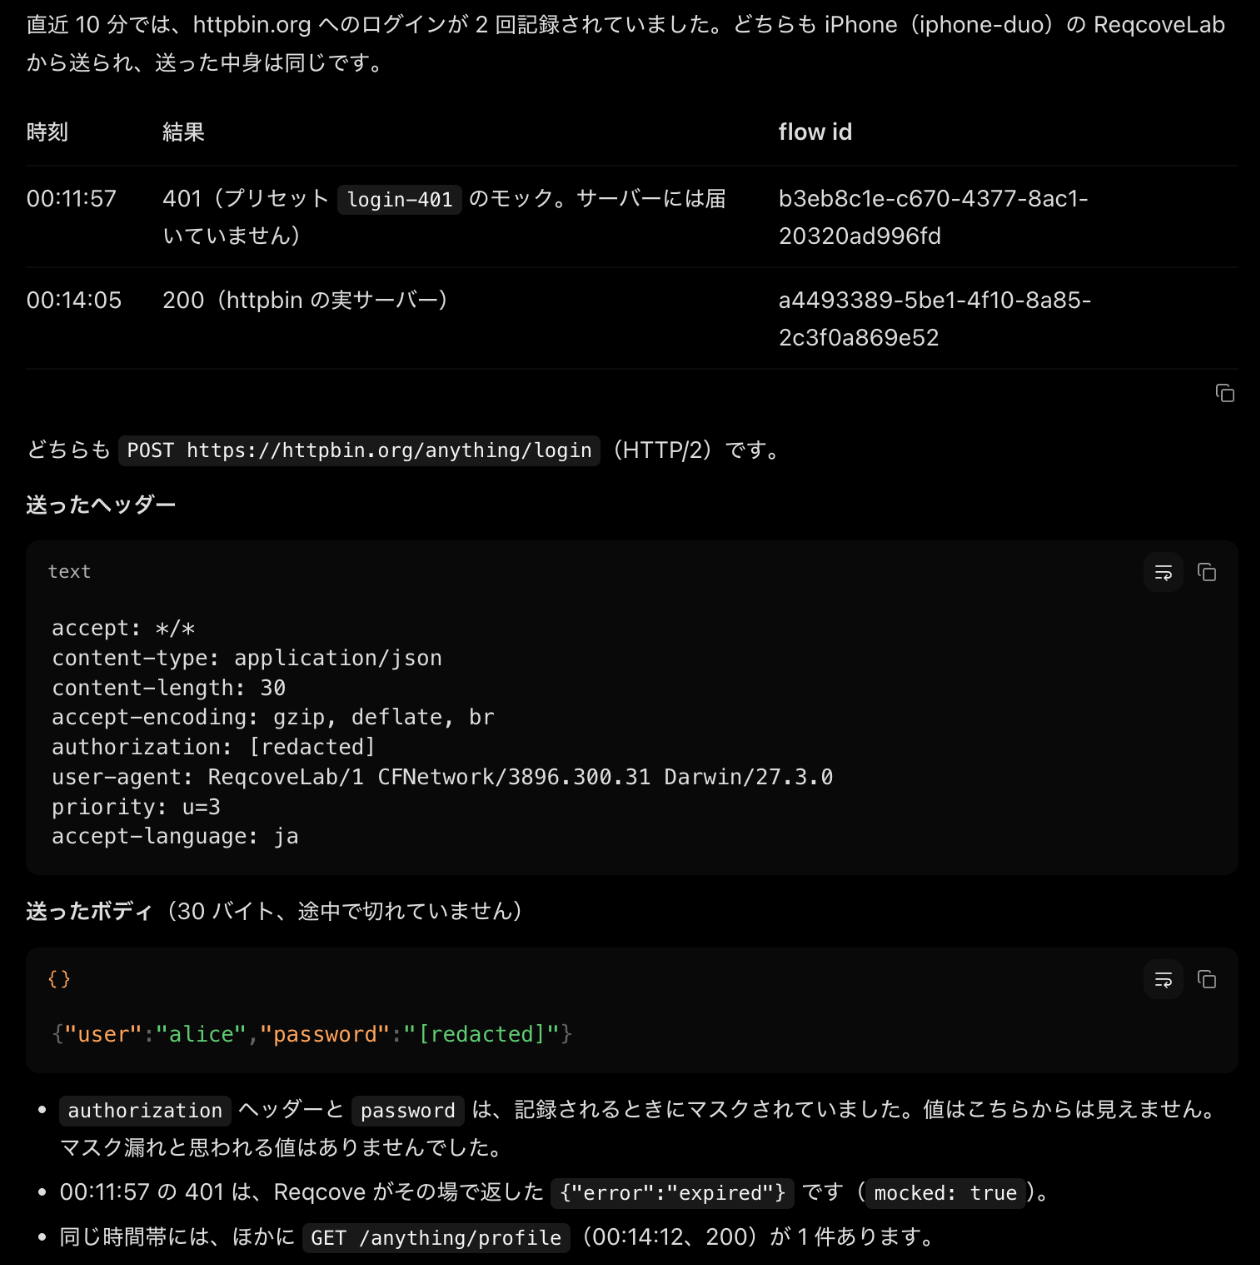 直近 10 分では、httpbin.org へのログインが 2 回記録されていました。どちらも iPhone（iphone-duo）の ReqcoveLab
から送られ、送った中身は同じです。
時刻 結果 flow id
00:11:57 401（プリセット login-401 のモック。サーバーには届 b3eb8c1e-c670-4377-8ac1-
いていません） 20320ad996fd
00:14:05 200（httpbin の実サーバー） a4493389-5be1-4f10-8a85-
2c3f0a869e52
どちらも POST https://httpbin.org/anything/login（HTTP/2）です。
送ったヘッダー
text
accept: */*
content-type: application/json
content-length: 30
accept-encoding: gzip, deflate, br
authorization: [redacted]
user-agent: ReqcoveLab/1 CFNetwork/3896.300.31 Darwin/27.3.0
priority: u=3
accept-language: ja
送ったボディ（30 バイト、途中で切れていません）
{}
{"user":"alice","password":"[redacted]"}
• authorization ヘッダーと password は、記録されるときにマスクされていました。値はこちらからは見えません。
マスク漏れと思われる値はありませんでした。
• 00:11:57 の 401 は、Reqcove がその場で返した {"error":"expired"} です（mocked: true）。
• 同じ時間帯には、ほかに GET /anything/profile（00:14:12、200）が 1 件あります。